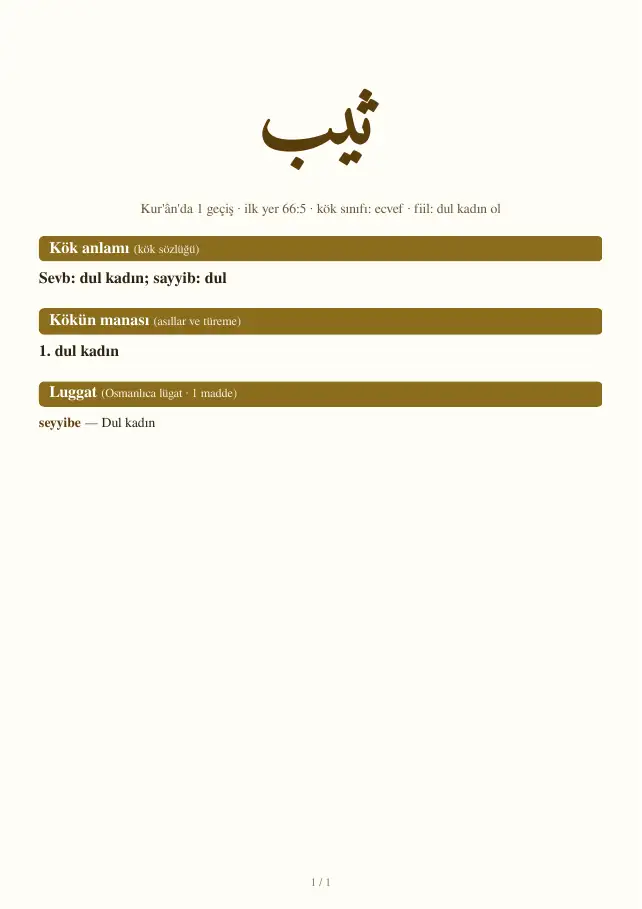 ثيب
Kur'ân'da 1 geçiş · ilk yer 66:5 · kök sınıfı: ecvef · fiil: dul kadın ol
Kök anlamı (kök sözlüğü)
Sevb: dul kadın; sayyib: dul
Kökün manası (asıllar ve türeme)
1. dul kadın
Luggat (Osmanlıca lügat · 1 madde)
seyyibe — Dul kadın
1 / 1